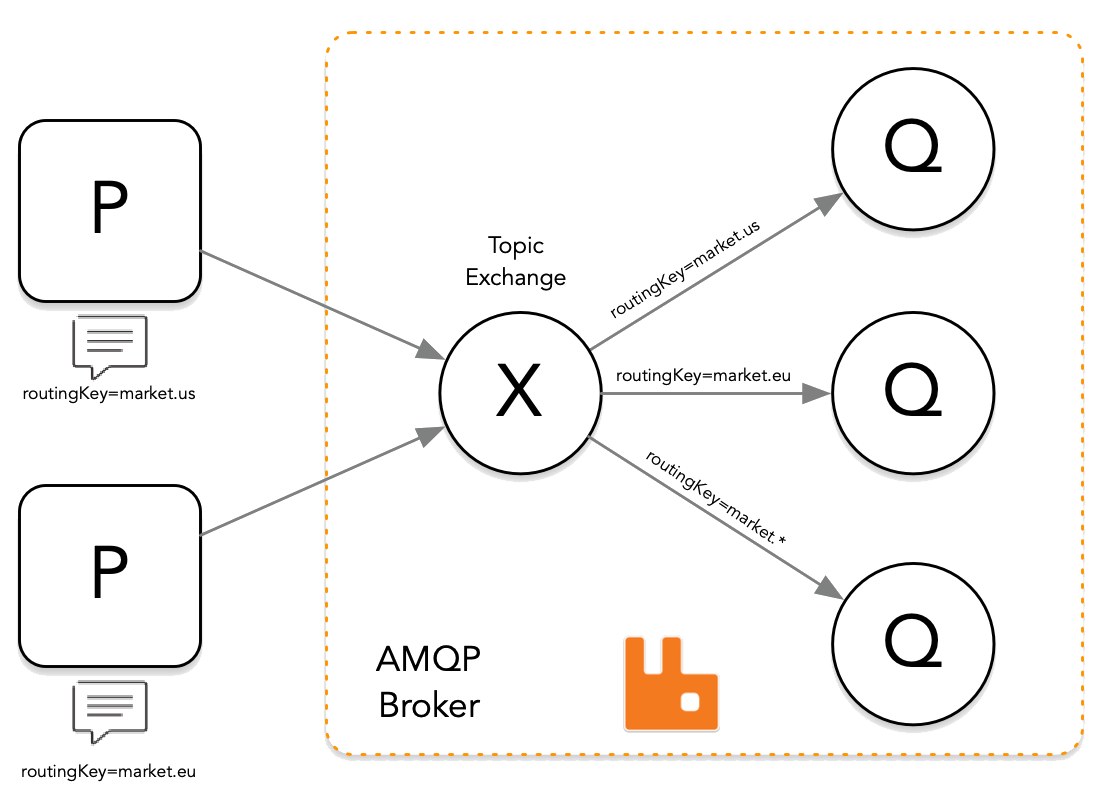 P
routingKey=market.us
P
routingKey=market.eu
Topic
Exchange
X
routingKey=market.us
routingKey=market.eu
routingKey=market.*
Q
Q
Q
AMQP
Broker